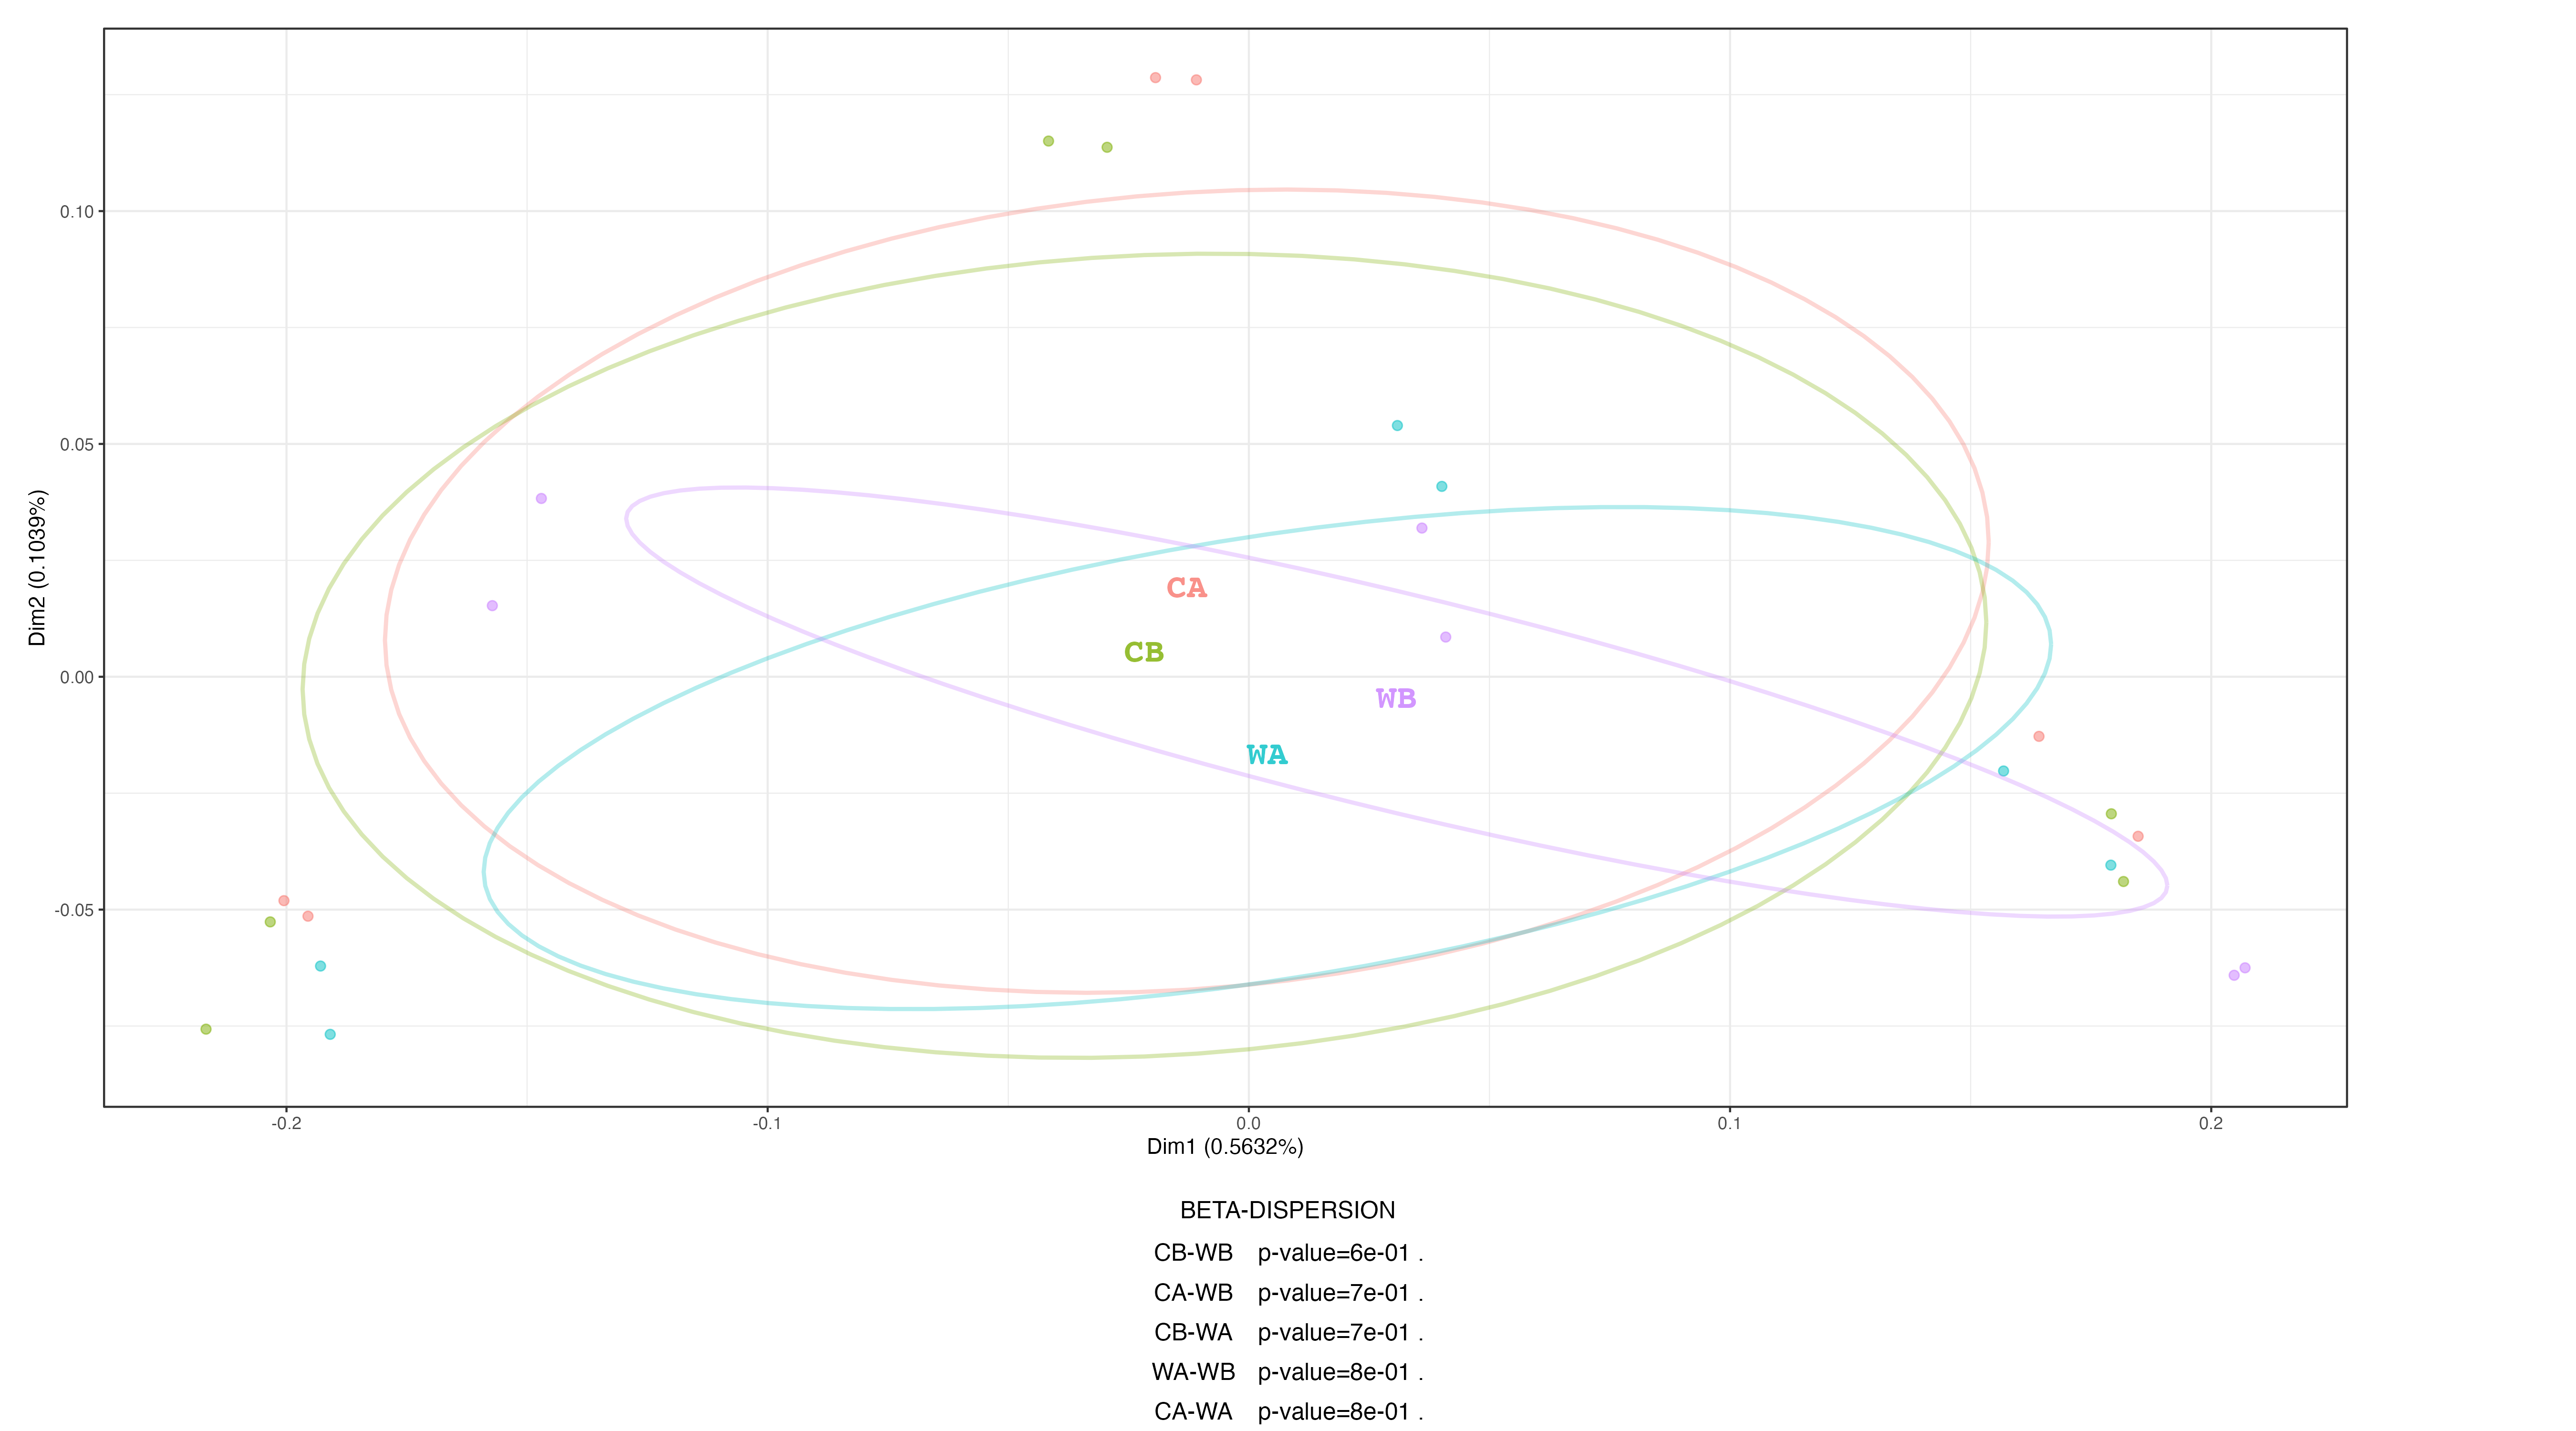 0.10
0.05
0.00
-0.05
Dim2 (0.1039%)
CA
CB
WB
WA
-0.2 -0.1 0.0 0.1 0.2
Dim1 (0.5632%)
BETA-DISPERSION
CB-WB p-value=6e-01 .
CA-WB p-value=7e-01 .
CB-WA p-value=7e-01 .
WA-WB p-value=8e-01 .
CA-WA p-value=8e-01 .